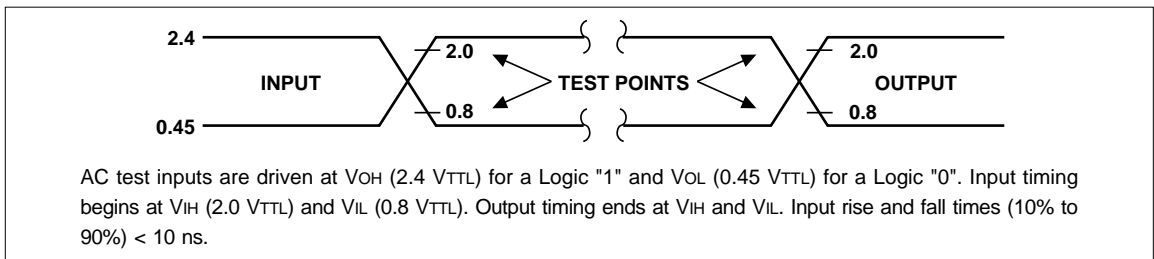 2.4
2.0
2.0
INPUT
TEST POINTS
OUTPUT
0.8
0.8
0.45
AC test inputs are driven at VOH (2.4 VTTL) for a Logic "1" and VOL (0.45 VTTL) for a Logic "0". Input timing
begins at VIH (2.0 VTTL) and VIL (0.8 VTTL). Output timing ends at VIH and VIL. Input rise and fall times (10% to
90%) < 10 ns.